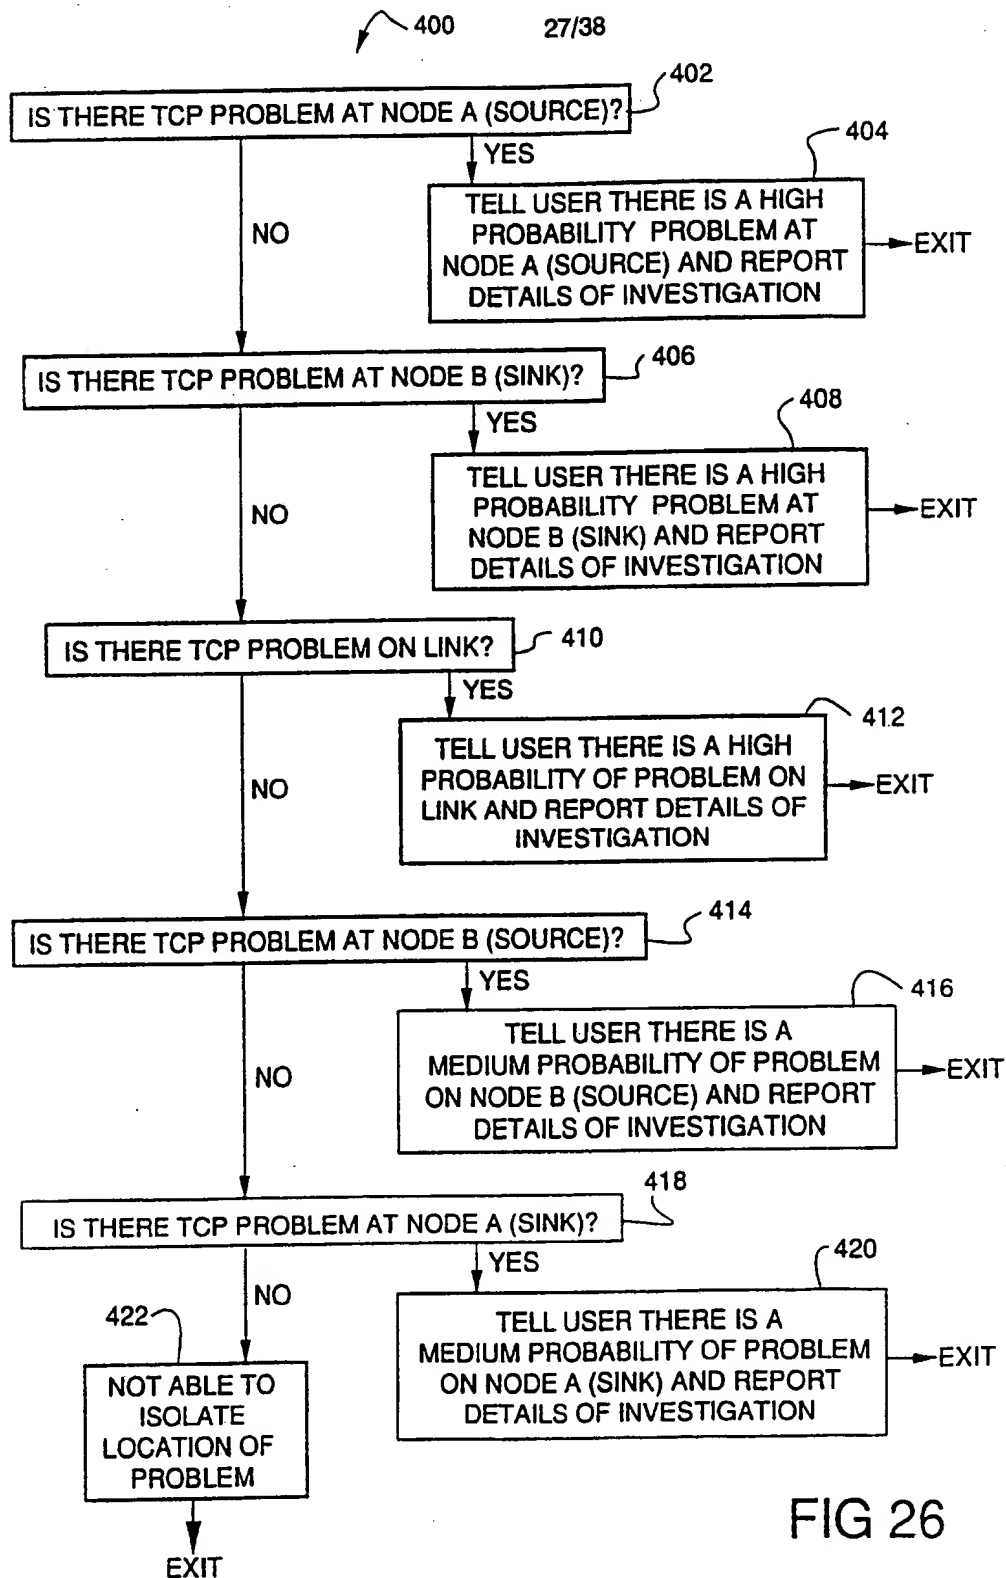 400
27/38
402
IS THERE TCP PROBLEM AT NODE A (SOURCE)?
YES
404
NO
TELL USER THERE IS A HIGH
PROBABILITY PROBLEM AT
NODE A (SOURCE) AND REPORT
DETAILS OF INVESTIGATION
EXIT
406
IS THERE TCP PROBLEM AT NODE B (SINK)?
YES
408
NO
TELL USER THERE IS A HIGH
PROBABILITY PROBLEM AT
NODE B (SINK) AND REPORT
DETAILS OF INVESTIGATION
EXIT
IS THERE TCP PROBLEM ON LINK?
410
YES
412
NO
TELL USER THERE IS A HIGH
PROBABILITY OF PROBLEM ON
LINK AND REPORT DETAILS OF
INVESTIGATION
EXIT
414
IS THERE TCP PROBLEM AT NODE B (SOURCE)?
YES
416
NO
TELL USER THERE IS A
MEDIUM PROBABILITY OF PROBLEM
ON NODE B (SOURCE) AND REPORT
DETAILS OF INVESTIGATION
EXIT
418
IS THERE TCP PROBLEM AT NODE A (SINK)?
YES
420
NO
TELL USER THERE IS A
MEDIUM PROBABILITY OF PROBLEM
ON NODE A (SINK) AND REPORT
DETAILS OF INVESTIGATION
EXIT
422
NOT ABLE TO
ISOLATE
LOCATION OF
PROBLEM
EXIT
FIG 26